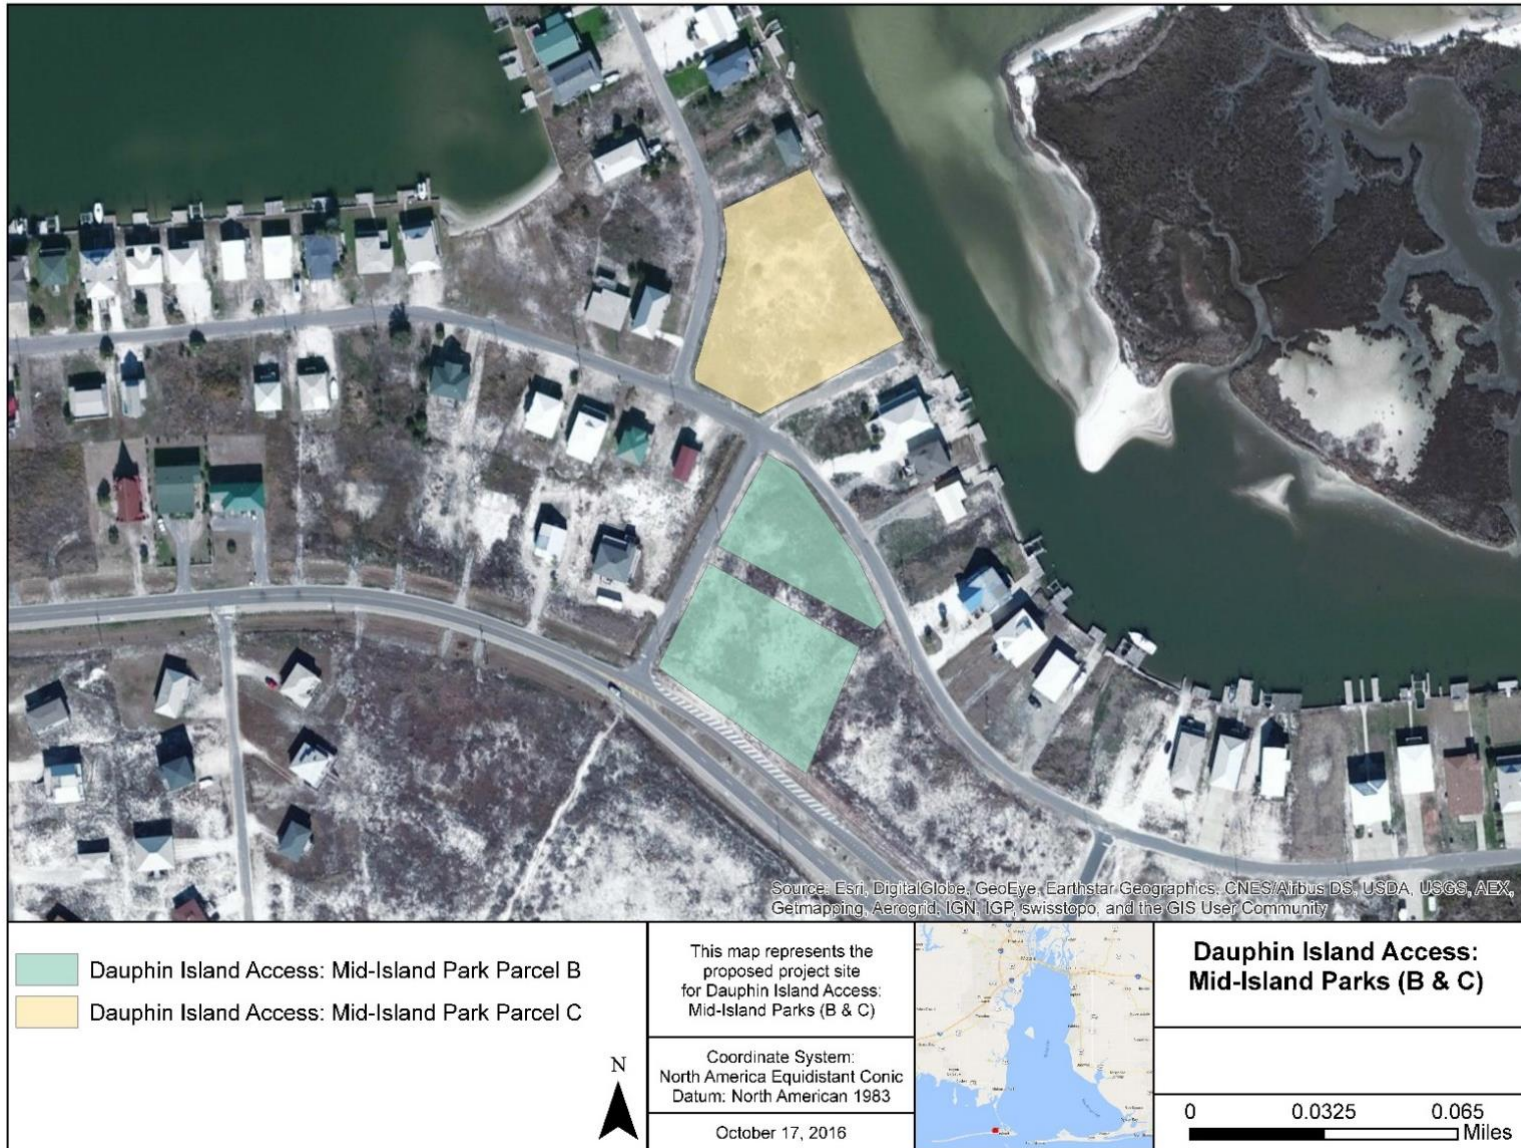 Source: Esri, DigitalGlobe, GeoEye, Earthstar Geographics, CNES/Airbus DS, USDA, USGS, AEX,
Getmapping, Aerogrid, IGN, IGP, swisstopo, and the GIS User Community
Dauphin Island Access: Mid-Island Park Parcel B
Dauphin Island Access: Mid-Island Park Parcel C
N
This map represents the
proposed project site
for Dauphin Island Access:
Mid-Island Parks (B & C)
Coordinate System:
North America Equidistant Conic
Datum: North American 1983
October 17, 2016
Dauphin Island Access:
Mid-Island Parks (B & C)
0 0.0325 0.065
Miles